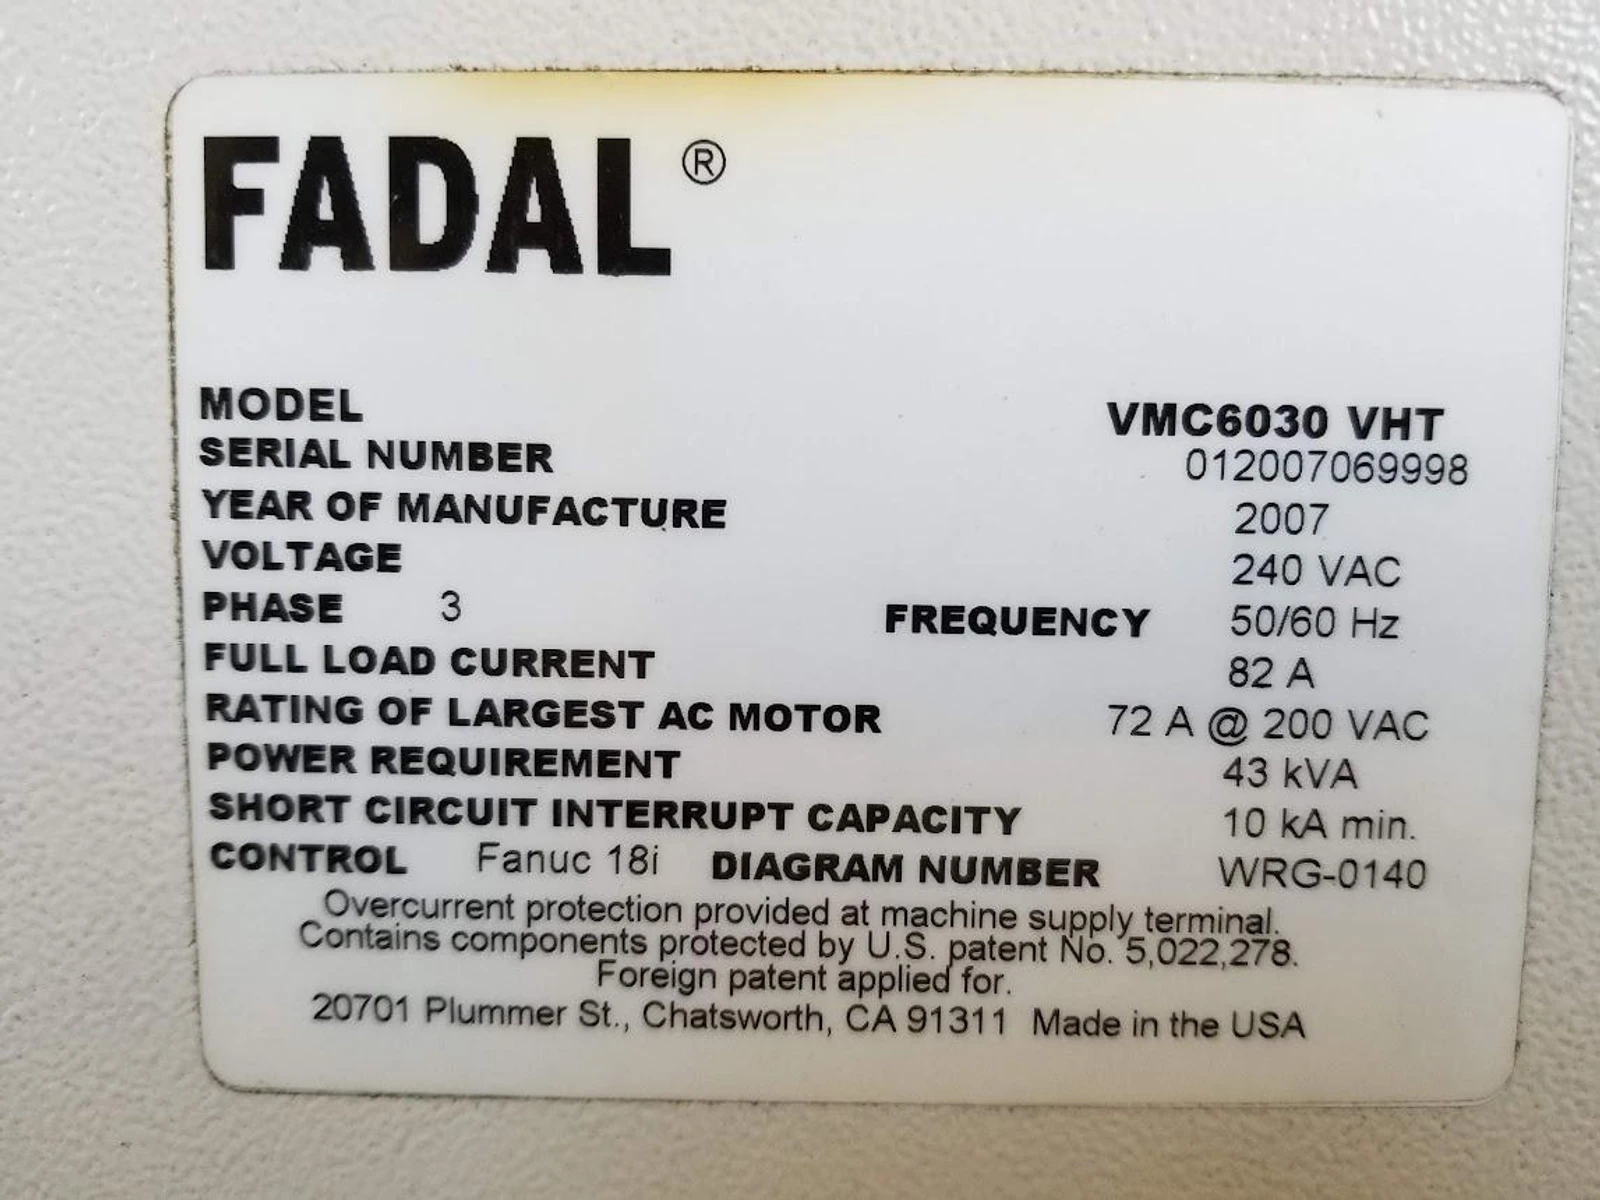 FADAL®
MODEL VMC6030 VHT
SERIAL NUMBER 012007069998
YEAR OF MANUFACTURE 2007
VOLTAGE 240 VAC
PHASE 3 FREQUENCY 50/60 Hz
FULL LOAD CURRENT 82 A
RATING OF LARGEST AC MOTOR 72 A @ 200 VAC
POWER REQUIREMENT 43 kVA
SHORT CIRCUIT INTERRUPT CAPACITY 10 kA min.
CONTROL Fanuc 18i DIAGRAM NUMBER WRG-0140
Overcurrent protection provided at machine supply terminal.
Contains components protected by U.S. patent No. 5,022,278.
Foreign patent applied for.
20701 Plummer St., Chatsworth, CA 91311 Made in the USA